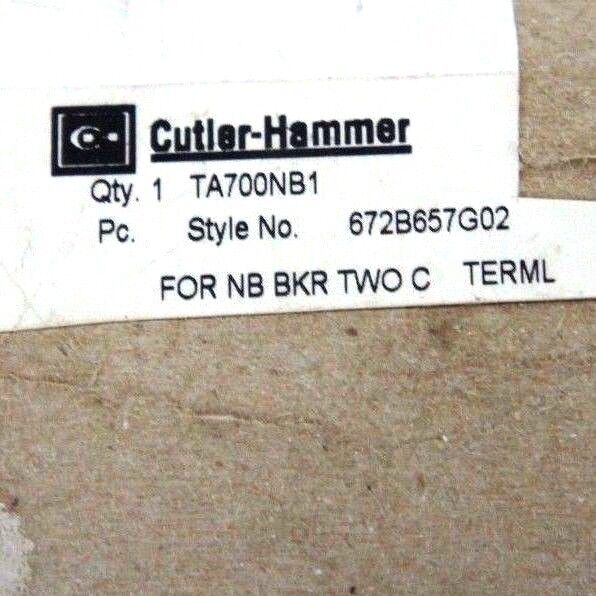 Cutler-Hammer
Qty. 1 TA700NB1
Pc. Style No. 672B657G02
FOR NB BKR TWO C TERML